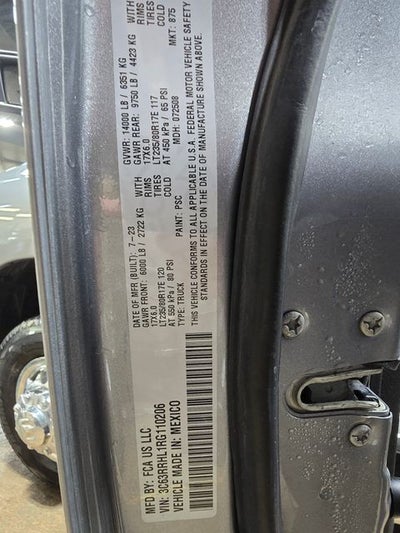 MFD BY: FCA US LLC
DATE OF MFR (BUILT): 7-23
GVWR: 14000 LB / 6351 KG
GAWR FRONT: 6000 LB / 2722 KG
WITH
GAWR REAR: 9750 LB / 4423 KG
WITH
17X6.0
RIMS
17X6.0
RIMS
LT235/80R17E 120
TIRES
LT235/80R17E 117
TIRES
AT 550 kPa / 80 PSI
COLD
AT 450 kPa / 65 PSI
COLD
THIS VEHICLE CONFORMS TO ALL APPLICABLE U.S.A. FEDERAL MOTOR VEHICLE SAFETY
STANDARDS IN EFFECT ON THE DATE OF MANUFACTURE SHOWN ABOVE.
VIN: 3C63RRHL1RG110206
TYPE: TRUCK
PAINT: PSC
MDH: 072508
MKT: 875
VEHICLE MADE IN: MEXICO